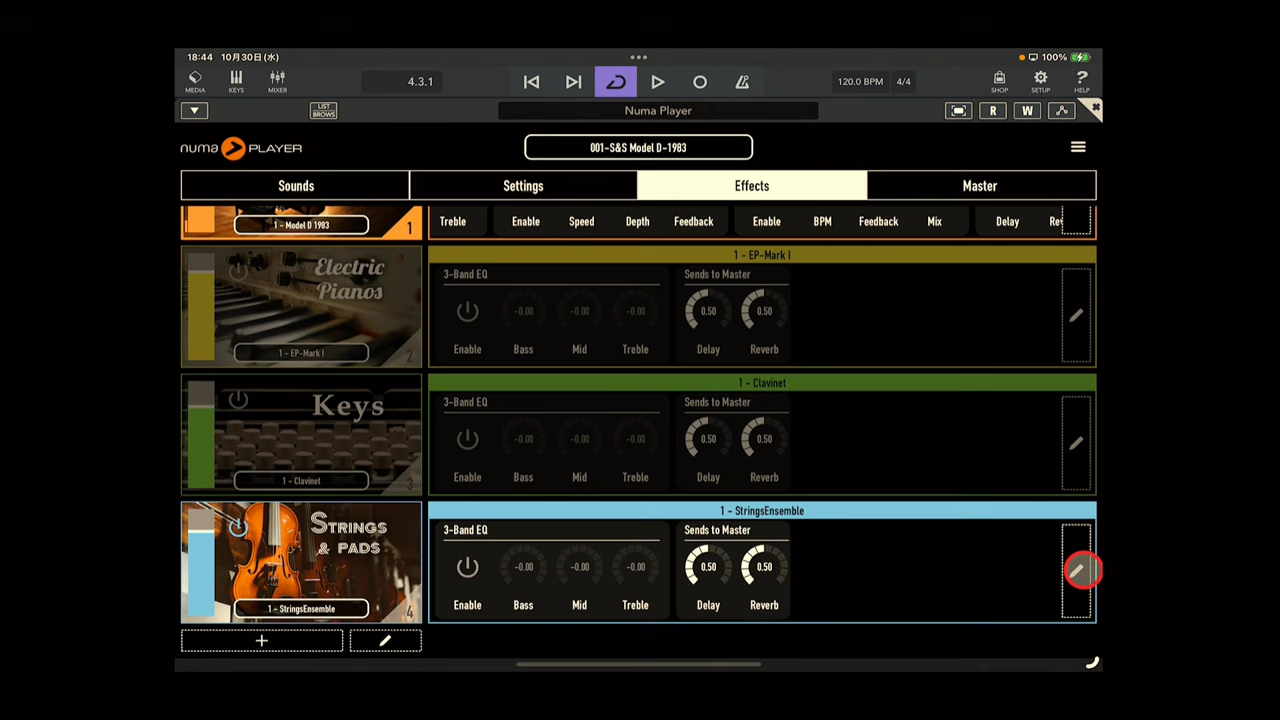 18:44 10月30日(水) 100%
MEDIA KEYS MIXER 4.3.1 120.0 BPM 4/4 SHOP SETUP HELP
LIST BROWS Numa Player R W
numa PLAYER 001-S&S Model D-1983
Sounds Settings Effects Master
1 - Model D 1983 1 Treble Enable Speed Depth Feedback Enable BPM Feedback Mix Delay
1 - EP-Mark I
Electric
Pianos
3-Band EQ Sends to Master
-0.00 -0.00 -0.00 0.50 0.50
1 - EP-Mark I 2 Enable Bass Mid Treble Delay Reverb
1 - Clavinet
Keys 3-Band EQ Sends to Master
-0.00 -0.00 -0.00 0.50 0.50
1 - Clavinet 3 Enable Bass Mid Treble Delay Reverb
1 - StringsEnsemble
STRINGS
& PADS
3-Band EQ Sends to Master
-0.00 -0.00 -0.00 0.50 0.50
1 - StringsEnsemble 4 Enable Bass Mid Treble Delay Reverb